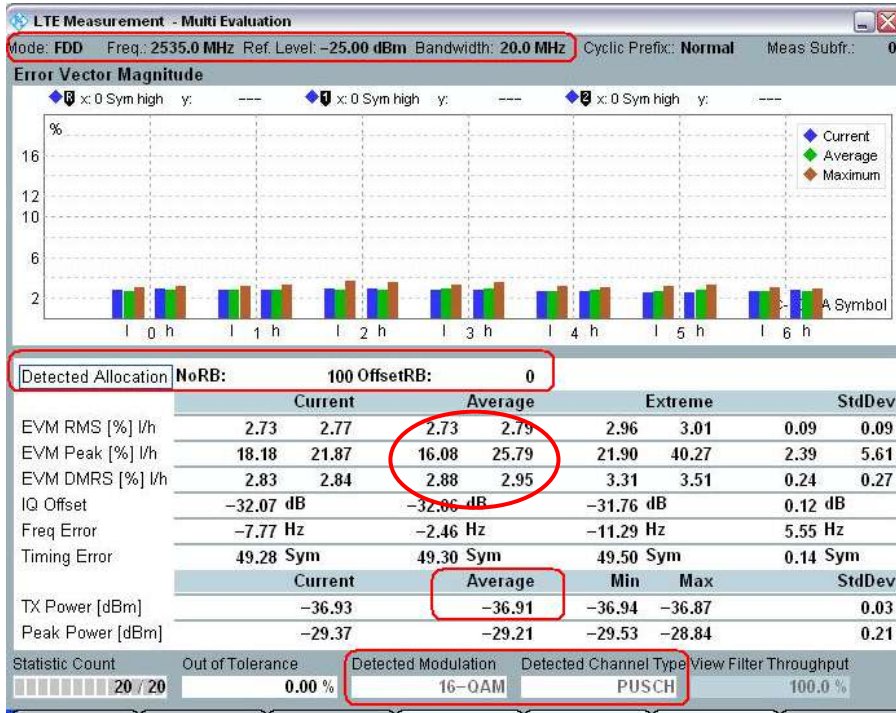 LTE Measurement - Multi Evaluation
Mode: FDD Freq.: 2535.0 MHz Ref. Level: −25.00 dBm Bandwidth: 20.0 MHz Cyclic Prefix: Normal Meas Subfr.: 0
Error Vector Magnitude
R x: 0 Sym high y: --- 1 x: 0 Sym high y: --- 2 x: 0 Sym high y: ---
%
Current
Average
Maximum
16
12
10
6
2
A Symbol
l 0 h l 1 h l 2 h l 3 h l 4 h l 5 h l 6 h
Detected Allocation NoRB: 100 OffsetRB: 0
Current Average Extreme StdDev
EVM RMS [%] l/h 2.73 2.77 2.73 2.79 2.96 3.01 0.09 0.09
EVM Peak [%] l/h 18.18 21.87 16.08 25.79 21.90 40.27 2.39 5.61
EVM DMRS [%] l/h 2.83 2.84 2.88 2.95 3.31 3.51 0.24 0.27
IQ Offset −32.07 dB −32.06 dB −31.76 dB 0.12 dB
Freq Error −7.77 Hz −2.46 Hz −11.29 Hz 5.55 Hz
Timing Error 49.28 Sym 49.30 Sym 49.50 Sym 0.14 Sym
Current Average Min Max StdDev
TX Power [dBm] −36.93 −36.91 −36.94 −36.87 0.03
Peak Power [dBm] −29.37 −29.21 −29.53 −28.84 0.21
Statistic Count Out of Tolerance Detected Modulation Detected Channel Type View Filter Throughput
20 / 20 0.00 % 16-QAM PUSCH 100.0 %